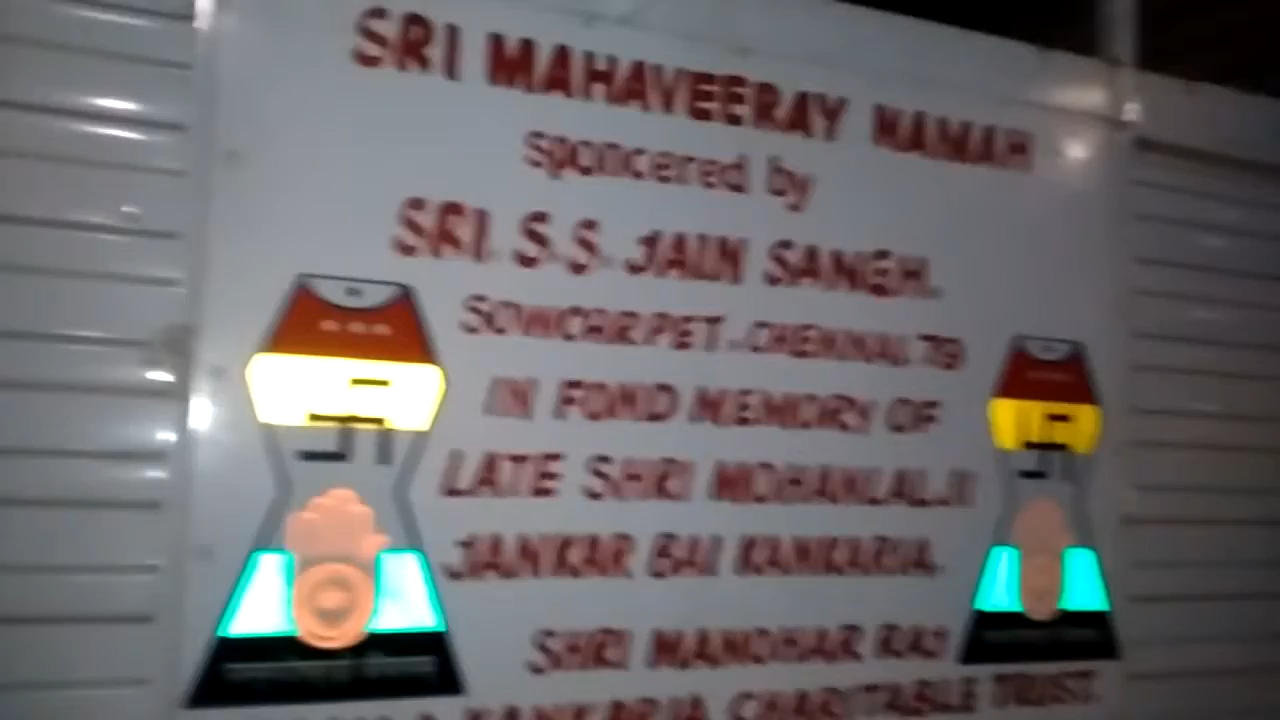 SRI MAHAVEERAY NAMAH
sponcered by
SRI. S.S. JAIN SANGH.
SOWCARPET - CHENNAI. 79
IN FOND MEMORY OF
LATE SHRI MOHANLALJI
JANKAR BAI KANKARIA.
SHRI MANOHAR RAJ
KANKARIA CHARITABLE TRUST.